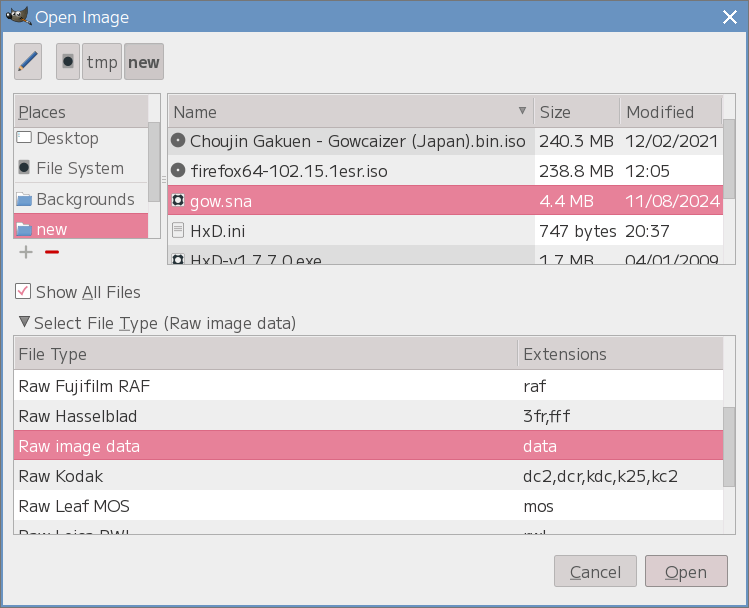 Open Image
tmp new
Places
Desktop
File System
Backgrounds
new
Name Size Modified
Choujin Gakuen - Gowcaizer (Japan).bin.iso 240.3 MB 12/02/2021
firefox64-102.15.1esr.iso 238.8 MB 12:05
gow.sna 4.4 MB 11/08/2024
HxD.ini 747 bytes 20:37
HxD-v1.7.7.0.exe 1.7 MB 04/01/2009
Show All Files
Select File Type (Raw image data)
File Type Extensions
Raw Fujifilm RAF raf
Raw Hasselblad 3fr,fff
Raw image data data
Raw Kodak dc2,dcr,kdc,k25,kc2
Raw Leaf MOS mos
Raw Leica RWL rwl
Cancel Open